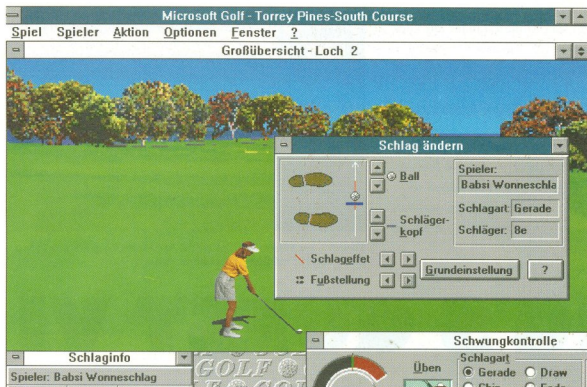 Microsoft Golf - Torrey Pines-South Course
Spiel Spieler Aktion Optionen Fenster ?
Großübersicht - Loch 2
Schlag ändern
Ball
Schläger-
kopf
Spieler:
Babsi Wonneschla
Schlagart: Gerade
Schläger: 8e
Schlageffet
Fußstellung
Grundeinstellung
?
Schlaginfo
Spieler: Babsi Wonneschlag
GOLF
Schwungkontrolle
Üben
Schlagart
Gerade
Draw